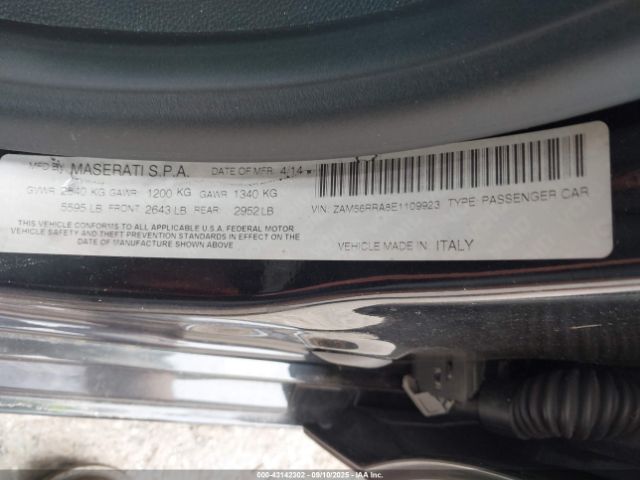 MFD BY MASERATI S.P.A. DATE OF MFR 4/14
GVWR 2540 KG GAWR 1200 KG GAWR 1340 KG
5595 LB FRONT 2643 LB REAR 2952 LB
THIS VEHICLE CONFORMS TO ALL APPLICABLE U.S.A. FEDERAL MOTOR
VEHICLE SAFETY AND THEFT PREVENTION STANDARDS IN EFFECT ON THE
DATE OF MANUFACTURE SHOWN ABOVE
VIN: ZAM56RRA8E1109923 TYPE: PASSENGER CAR
VEHICLE MADE IN ITALY
000-43142302 - 09/10/2025 - Copyright © IAA, LLC